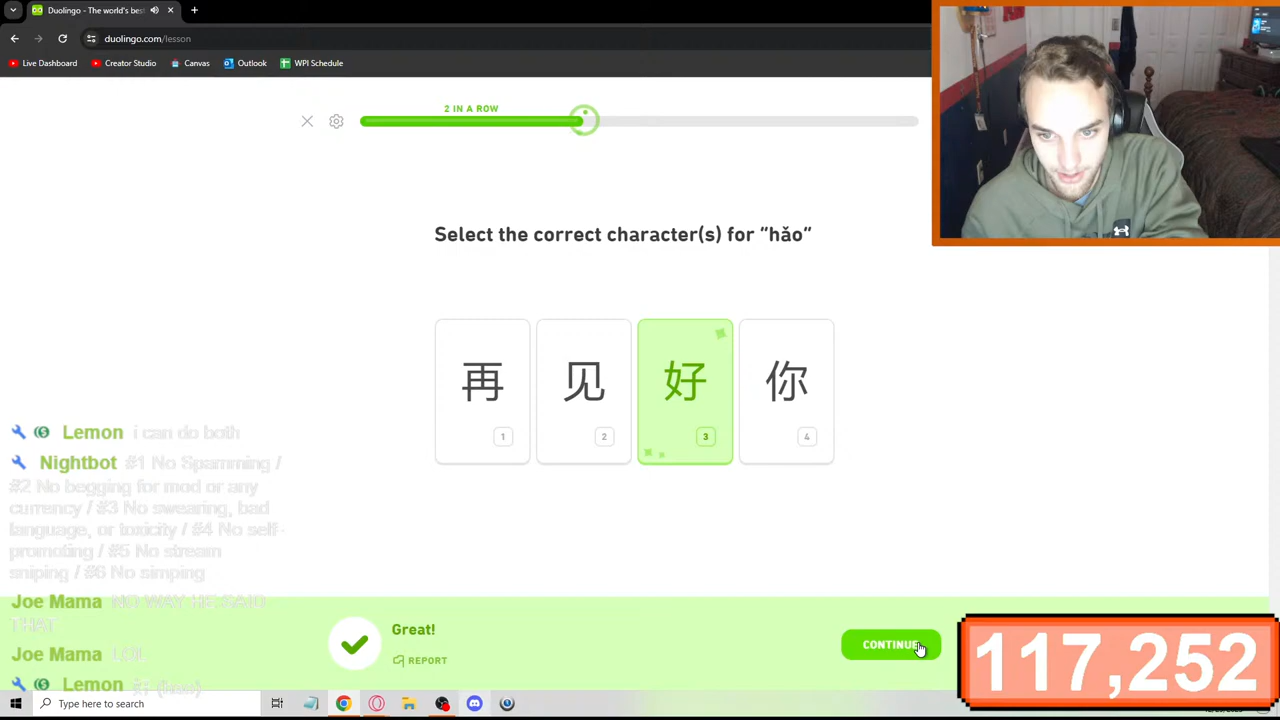 Duolingo - The world's bes
duolingo.com/lesson
Live Dashboard
Creator Studio
Canvas
Outlook
WPI Schedule
2 IN A ROW
Select the correct character(s) for “hǎo“
再
1
见
2
好
3
你
4
Lemon i can do both
Nightbot #1 No Spamming /
#2 No begging for mod or any
currency / #3 No swearing, bad
language, or toxicity / #4 No self-
promoting / #5 No stream
sniping / #6 No simping
Joe Mama NO WAY HE SAID
THAT
Joe Mama LOL
Lemon
Great!
REPORT
CONTINUE
117,252
Type here to search